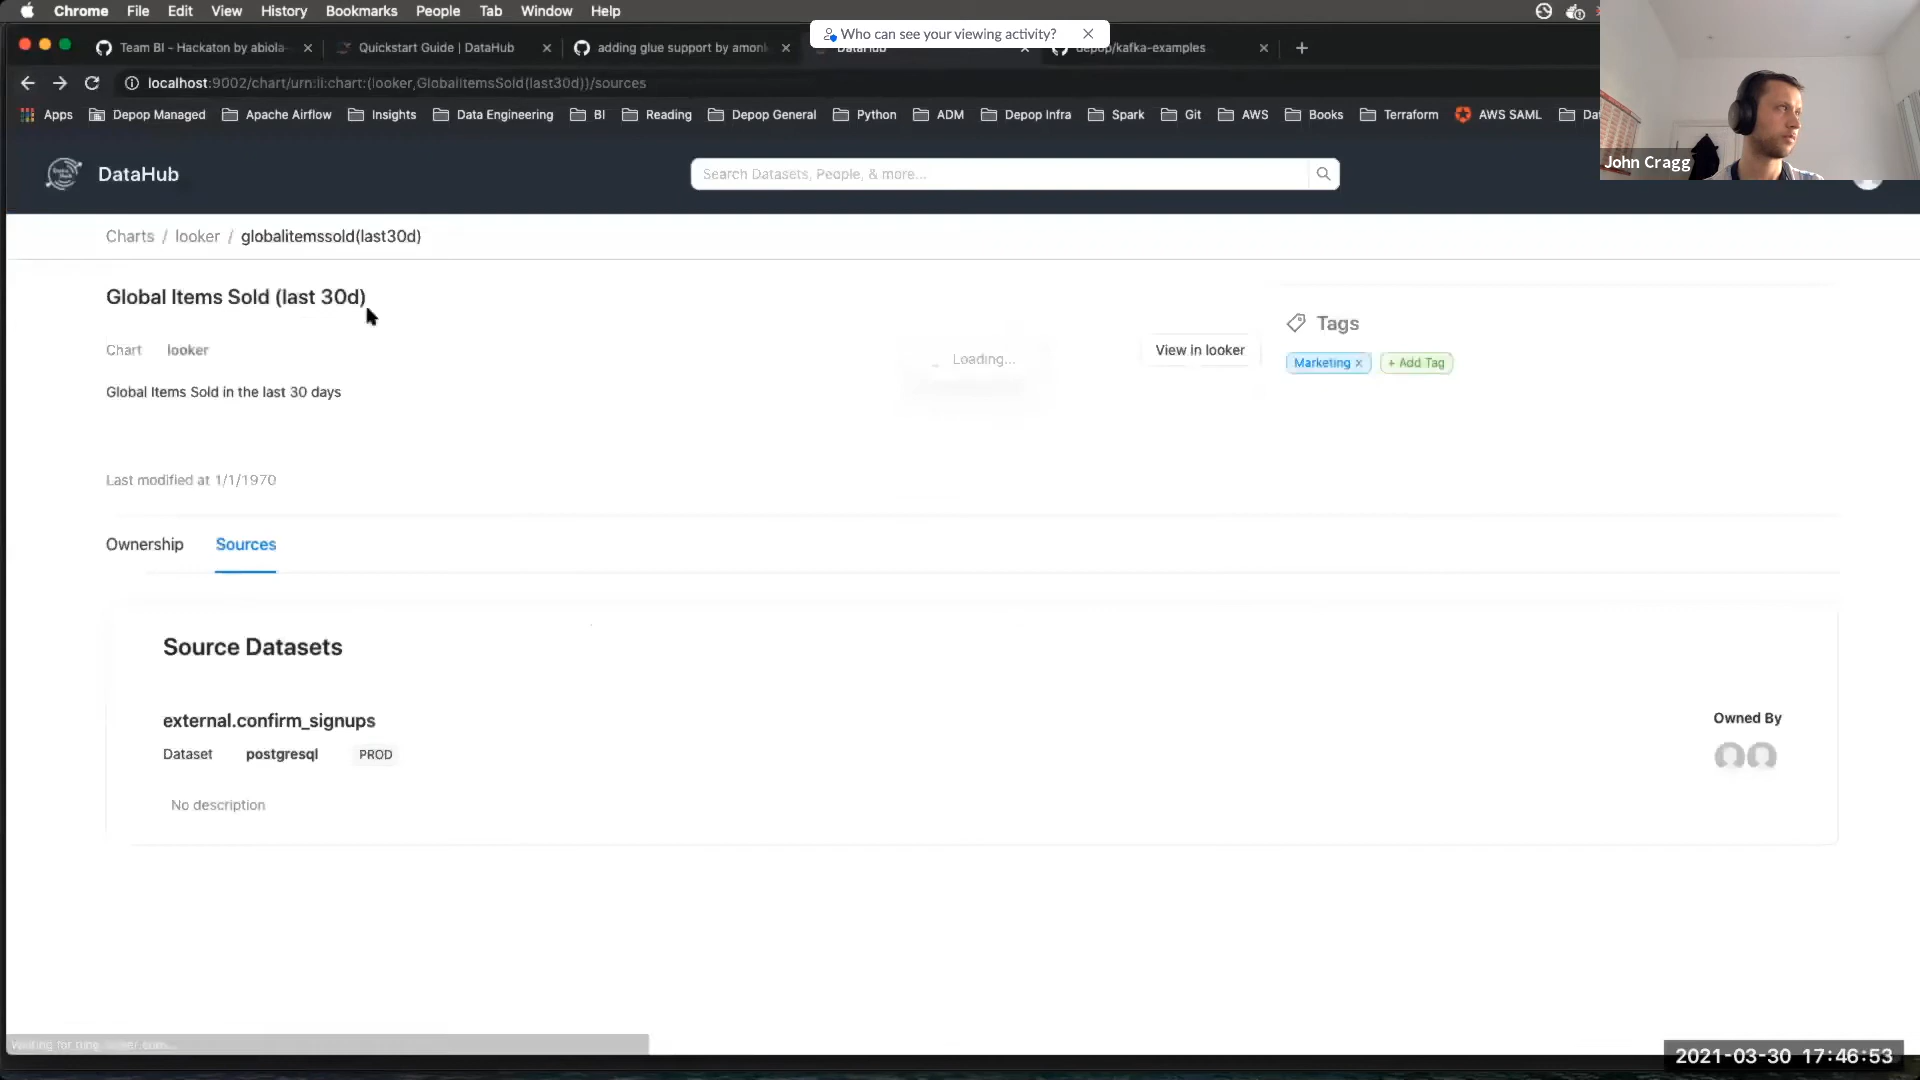 Chrome File Edit View History Bookmarks People Tab Window Help
Who can see your viewing activity?
Team BI - Hackaton by abiola-
Quickstart Guide | DataHub
adding glue support by amonk
DataHub
depop/kafka-examples
localhost:9002/chart/urn:li:chart:(looker,GlobalItemsSold(last30d))/sources
Apps Depop Managed Apache Airflow Insights Data Engineering BI Reading Depop General Python ADM Depop Infra Spark Git AWS Books Terraform AWS SAML Dat
John Cragg
DataHub
Search Datasets, People, & more...
Charts / looker / globalitemssold(last30d)
Global Items Sold (last 30d)
Tags
Chart looker
Loading...
View in looker
Marketing ×
+ Add Tag
Global Items Sold in the last 30 days
Last modified at 1/1/1970
Ownership Sources
Source Datasets
external.confirm_signups
Owned By
Dataset postgresql PROD
No description
Waiting for
2021-03-30 17:46:53